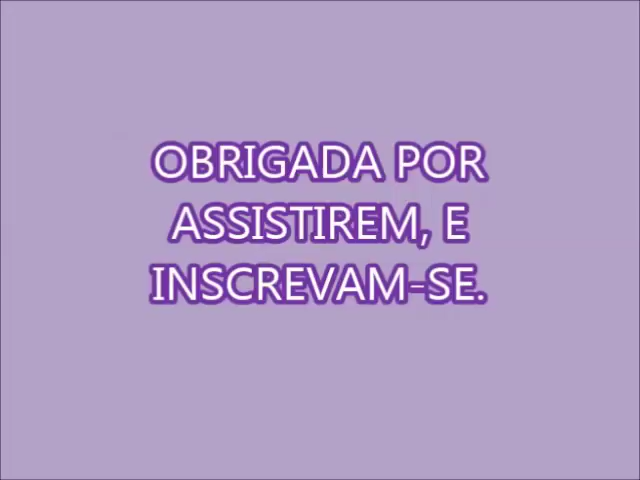 OBRIGADA POR
ASSISTIREM, E
INSCREVAM-SE.